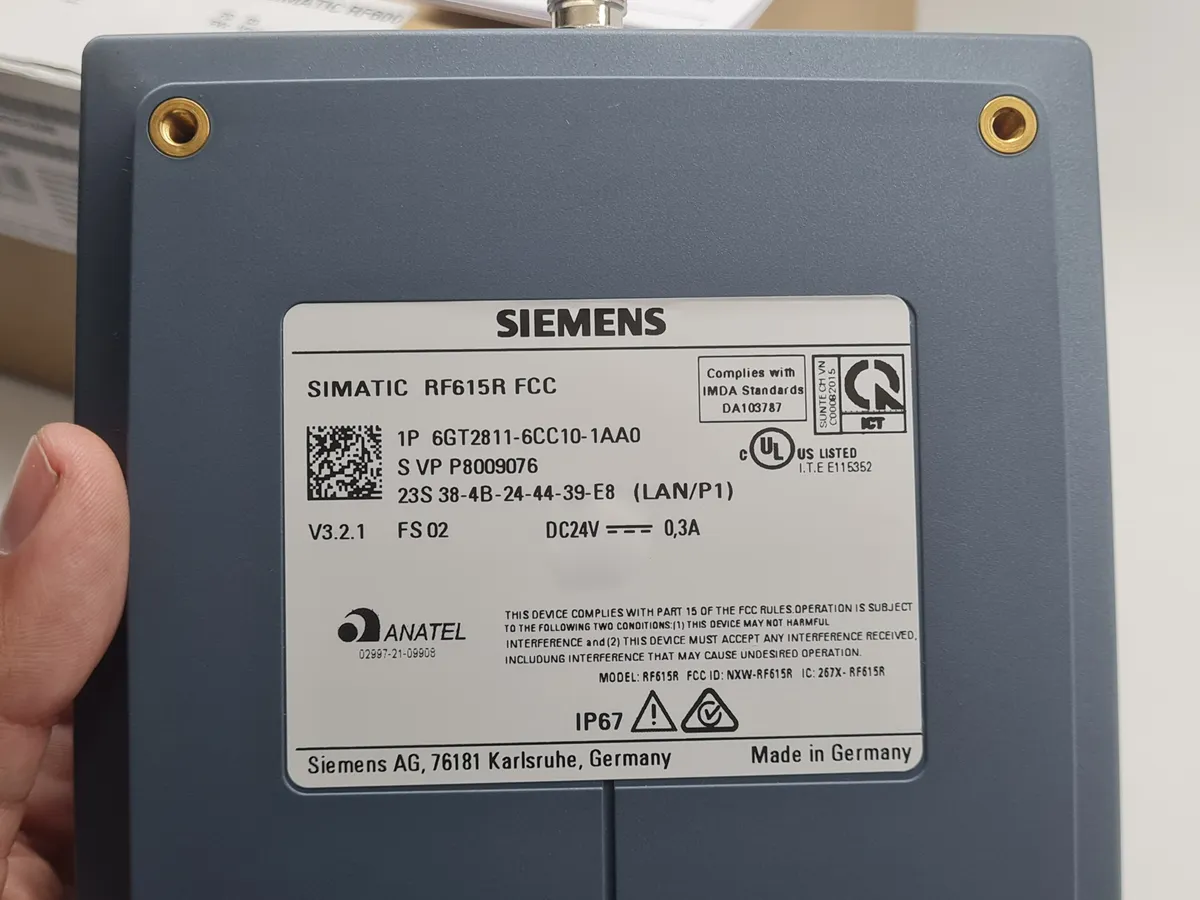 SIMATIC RF600
SIEMENS
SIMATIC RF615R FCC
Complies with
IMDA Standards
DA103787
SUNTECH VN
C00082015
ICT
1P 6GT2811-6CC10-1AA0
S VP P8009076
23S 38-4B-24-44-39-E8 (LAN/P1)
C UL US LISTED
I.T.E E115352
V3.2.1 FS 02 DC24V 0,3A
ANATEL
02997-21-09908
THIS DEVICE COMPLIES WITH PART 15 OF THE FCC RULES.OPERATION IS SUBJECT
TO THE FOLLOWING TWO CONDITIONS:(1) THIS DEVICE MAY NOT HARMFUL
INTERFERENCE and (2) THIS DEVICE MUST ACCEPT ANY INTERFERENCE RECEIVED,
INCLUDUNG INTERFERENCE THAT MAY CAUSE UNDESIRED OPERATION.
MODEL: RF615R FCC ID: NXW-RF615R IC: 267X- RF615R
IP67
Siemens AG, 76181 Karlsruhe, Germany
Made in Germany